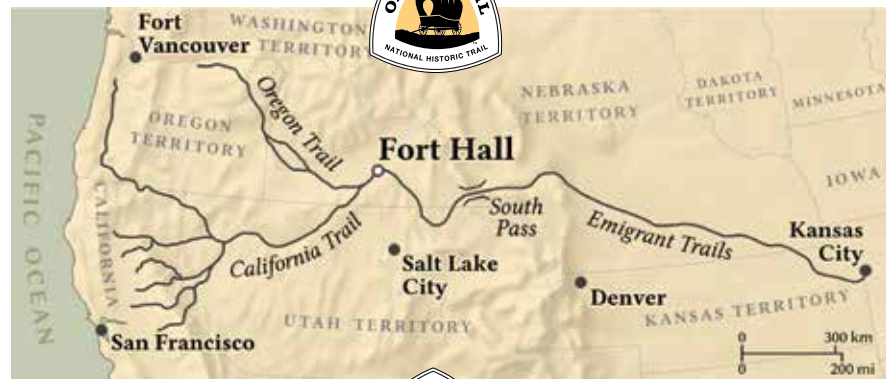 NATIONAL HISTORIC TRAIL
Fort
Vancouver
WASHINGTON
TERRITORY
NEBRASKA
TERRITORY
DAKOTA
TERRITORY
MINNESOTA
OREGON
TERRITORY
Oregon Trail
Fort Hall
IOWA
PACIFIC OCEAN
CALIFORNIA
California Trail
South
Pass
Emigrant Trails
Kansas
City
Salt Lake
City
Denver
KANSAS TERRITORY
UTAH TERRITORY
San Francisco
0 300 km
0 200 mi